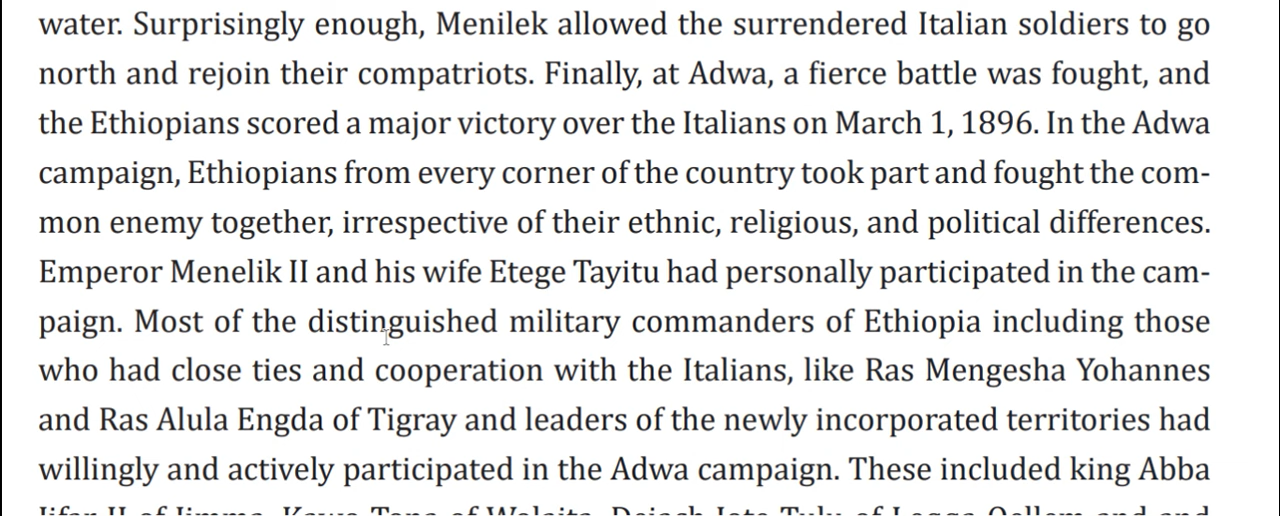 water. Surprisingly enough, Menilek allowed the surrendered Italian soldiers to go
north and rejoin their compatriots. Finally, at Adwa, a fierce battle was fought, and
the Ethiopians scored a major victory over the Italians on March 1, 1896. In the Adwa
campaign, Ethiopians from every corner of the country took part and fought the com-
mon enemy together, irrespective of their ethnic, religious, and political differences.
Emperor Menelik II and his wife Etege Tayitu had personally participated in the cam-
paign. Most of the distinguished military commanders of Ethiopia including those
who had close ties and cooperation with the Italians, like Ras Mengesha Yohannes
and Ras Alula Engda of Tigray and leaders of the newly incorporated territories had
willingly and actively participated in the Adwa campaign. These included king Abba